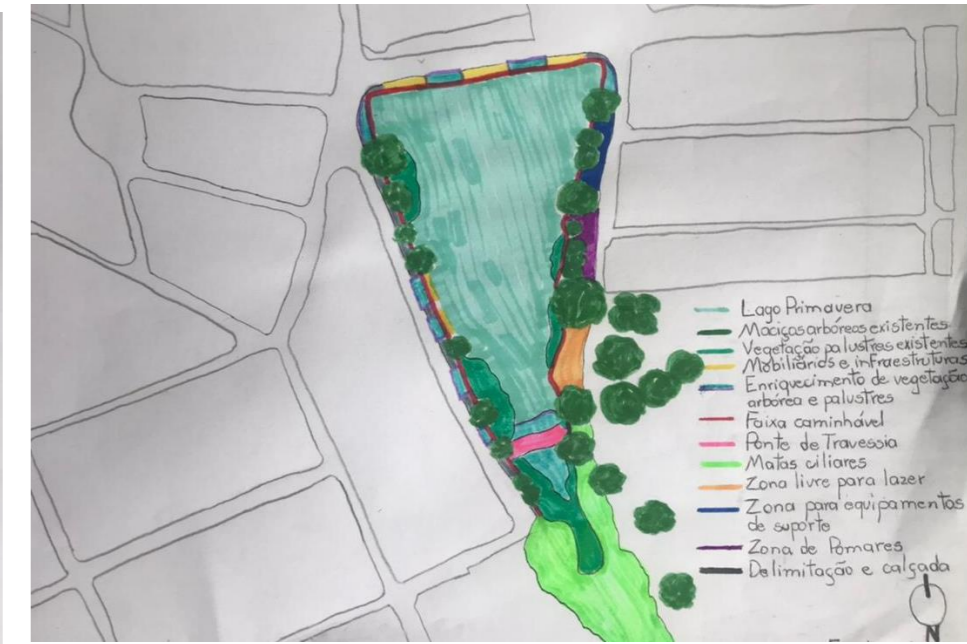 Lago Primavera
Maciços arbóreos existentes
Vegetação palustres existentes
Mobiliários e infraestruturas
Enriquecimento de vegetação
arbórea e palustres
Faixa caminhável
Ponte de Travessia
Matas ciliares
Zona livre para lazer
Zona para equipamentos
de suporte
Zona de Pomares
Delimitação e calçada
N